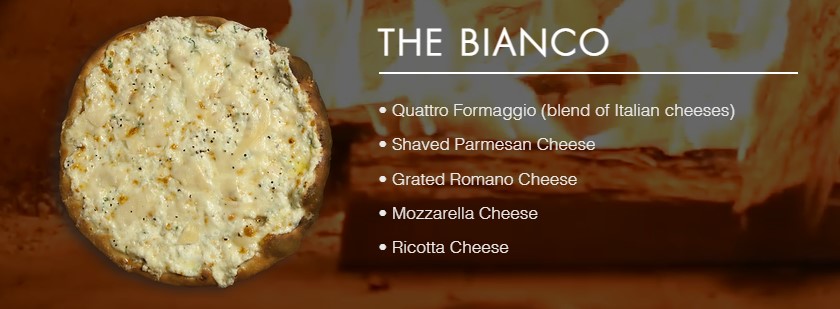 THE BIANCO
• Quattro Formaggio (blend of Italian cheeses)
• Shaved Parmesan Cheese
• Grated Romano Cheese
• Mozzarella Cheese
• Ricotta Cheese